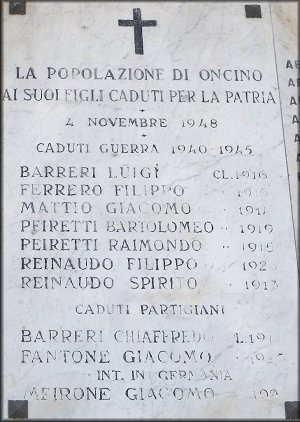 LA POPOLAZIONE DI ONCINO
AI SUOI FIGLI CADUTI PER LA PATRIA
4 NOVEMBRE 1948
CADUTI GUERRA 1940-1945
BARRERI LUIGI CL. 1916
FERRERO FILIPPO
MATTIO GIACOMO
PEIRETTI BARTOLOMEO " 1919
PEIRETTI RAIMONDO " 1915
REINAUDO FILIPPO
REINAUDO SPIRITO " 1913
CADUTI PARTIGIANI
BARRERI CHIAFFREDO
FANTONE GIACOMO
INT. IN GERMANIA
MEIRONE GIACOMO